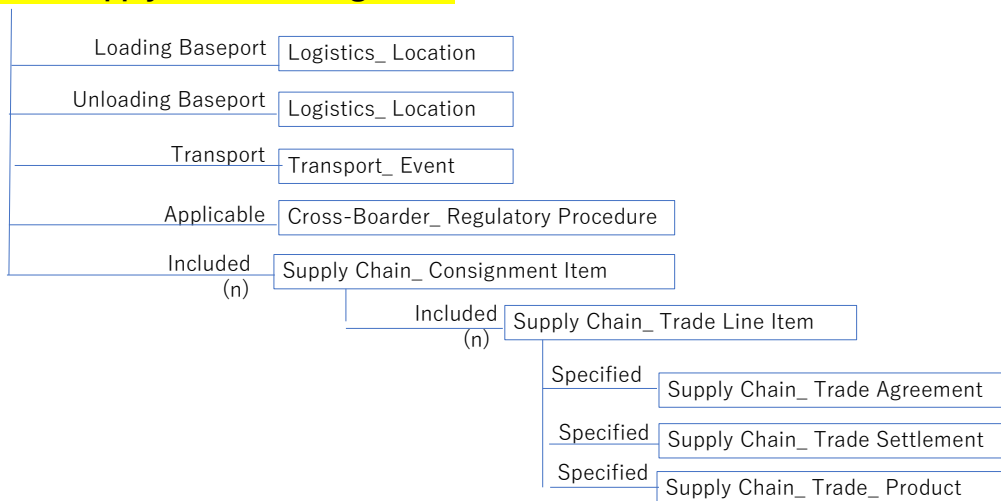 Loading Baseport Logistics_ Location
Unloading Baseport Logistics_ Location
Transport Transport_ Event
Applicable Cross-Boarder_ Regulatory Procedure
Included Supply Chain_ Consignment Item
(n)
Included Supply Chain_ Trade Line Item
(n)
Specified Supply Chain_ Trade Agreement
Specified Supply Chain_ Trade Settlement
Specified Supply Chain_ Trade_ Product